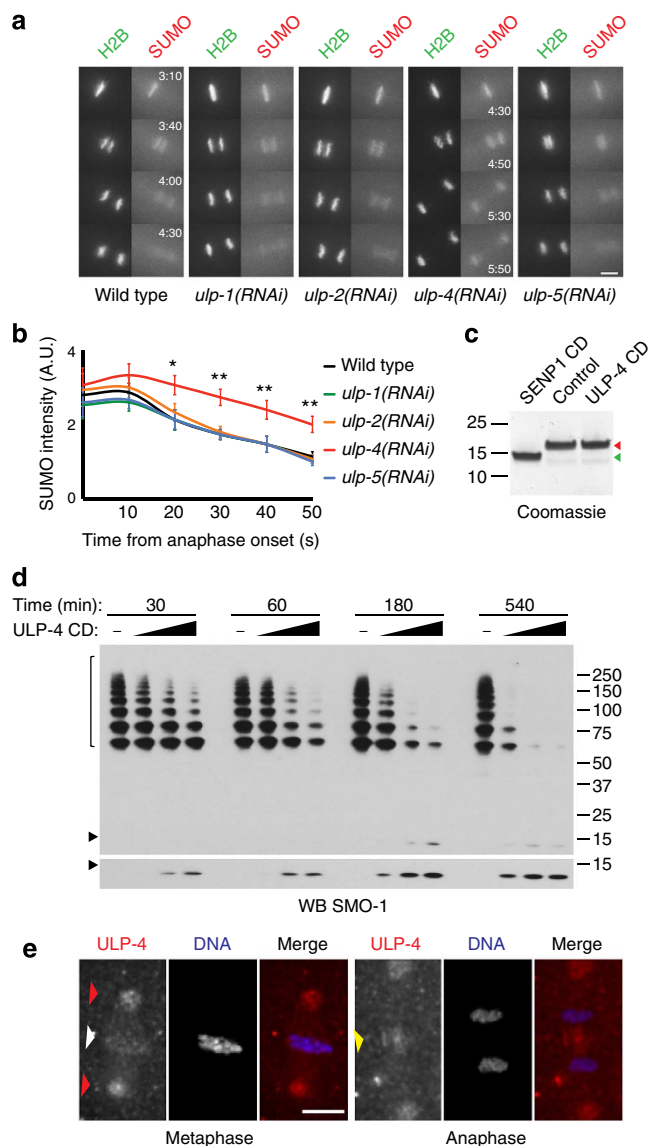 a
H2B SUMO H2B SUMO H2B SUMO H2B SUMO H2B SUMO
3:10
3:40
4:00
4:30
4:30
4:50
5:30
5:50
Wild type ulp-1(RNAi) ulp-2(RNAi) ulp-4(RNAi) ulp-5(RNAi)
b
SUMO intensity (A.U.)
4
2
0
* ** ** **
10 20 30 40 50
Time from anaphase onset (s)
Wild type
ulp-1(RNAi)
ulp-2(RNAi)
ulp-4(RNAi)
ulp-5(RNAi)
c
SENP1 CD
Control
ULP-4 CD
25
15
10
Coomassie
d
Time (min): 30 60 180 540
ULP-4 CD: – – – –
250
150
100
75
50
37
25
15
15
WB SMO-1
e
ULP-4 DNA Merge ULP-4 DNA Merge
Metaphase Anaphase